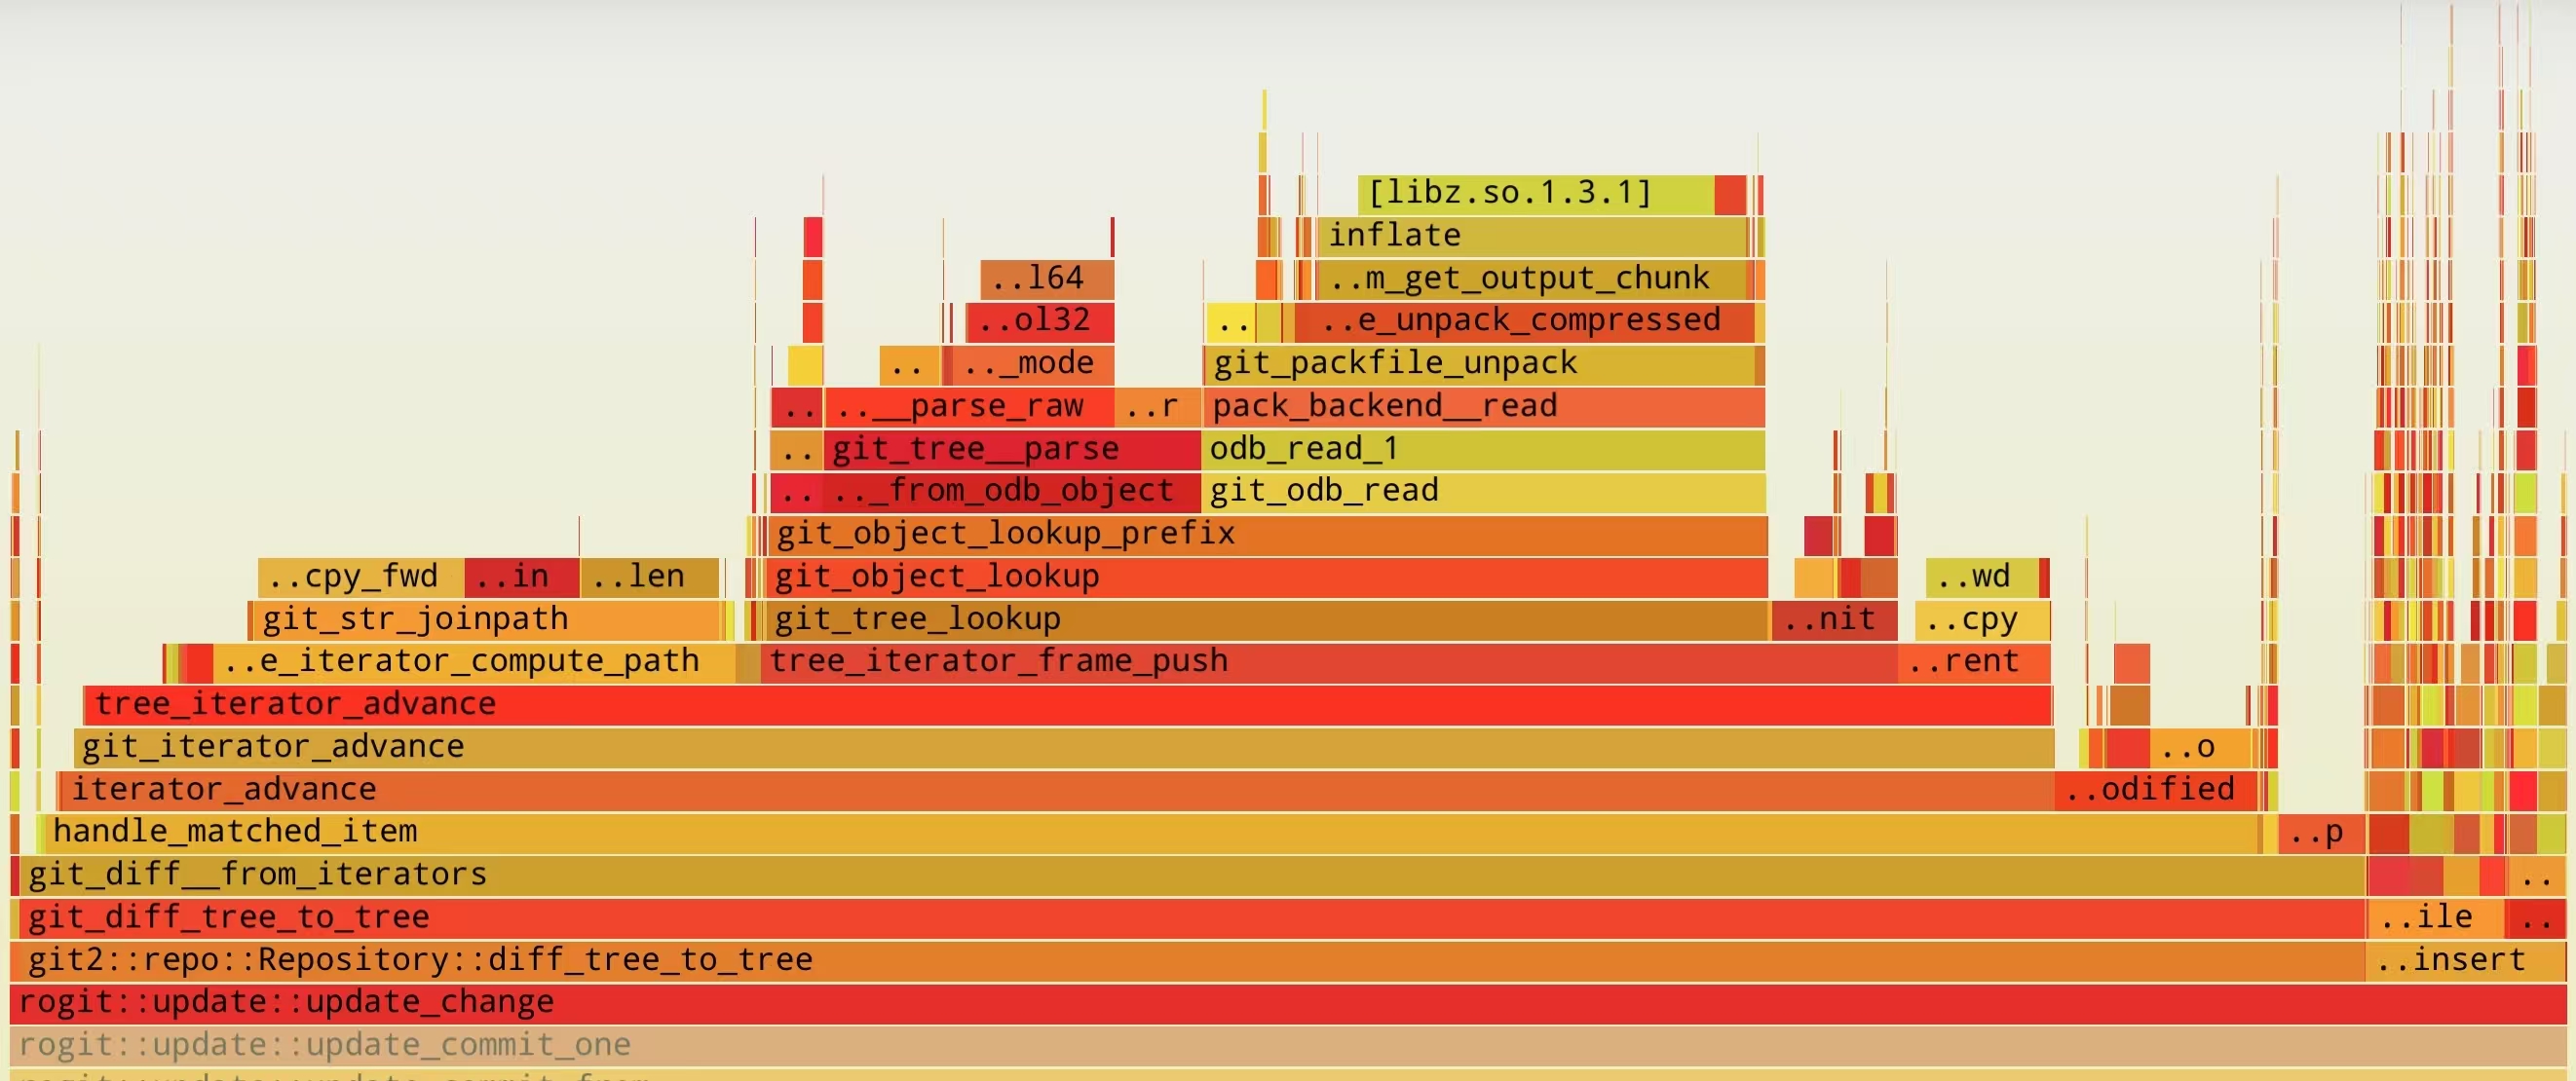 [libz.so.1.3.1]
inflate
..l64 ..m_get_output_chunk
..ol32 .. ..e_unpack_compressed
.. .._mode git_packfile_unpack
.. ..__parse_raw ..r pack_backend__read
.. git_tree__parse odb_read_1
.. .._from_odb_object git_odb_read
git_object_lookup_prefix
..cpy_fwd ..in ..len git_object_lookup ..wd
git_str_joinpath git_tree_lookup ..nit ..cpy
..e_iterator_compute_path tree_iterator_frame_push ..rent
tree_iterator_advance
git_iterator_advance ..o
iterator_advance ..odified
handle_matched_item ..p
git_diff__from_iterators ..
git_diff_tree_to_tree ..ile ..
git2::repo::Repository::diff_tree_to_tree ..insert
rogit::update::update_change
rogit::update::update_commit_one